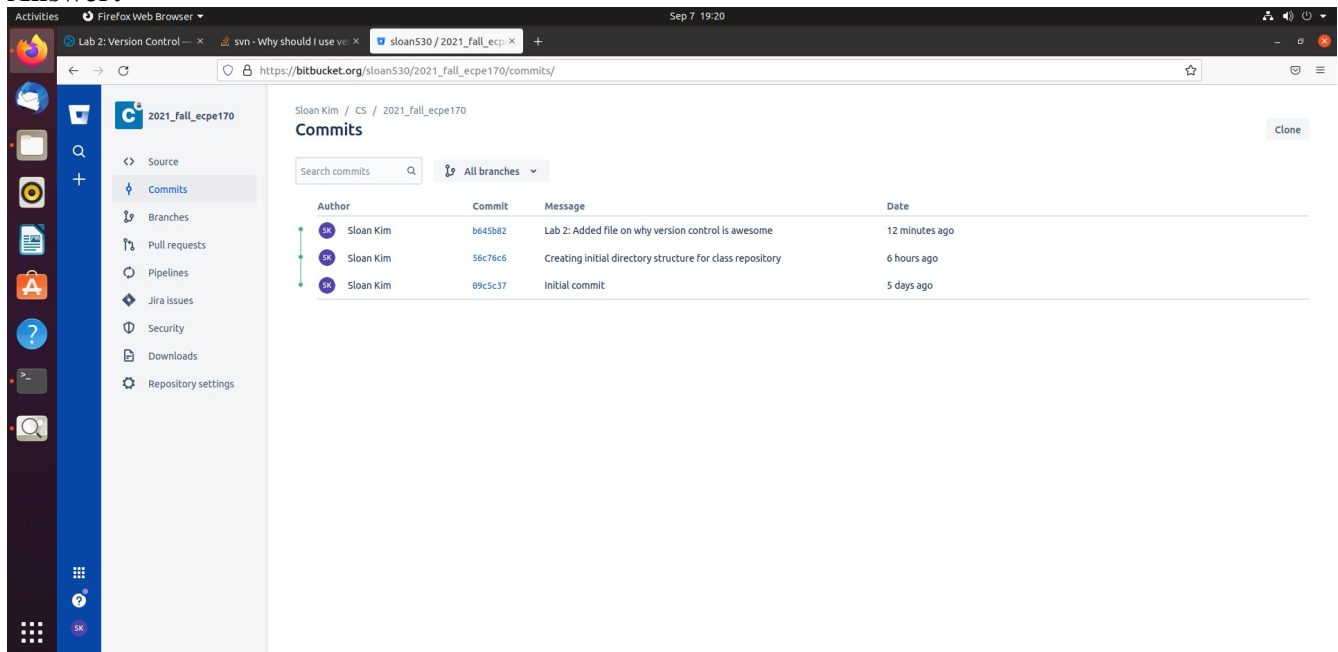 Answer:
Activities Firefox Web Browser Sep 7 19:20
Lab 2: Version Control — svn - Why should I use ve sloan530 / 2021_fall_ecp
https://bitbucket.org/sloan530/2021_fall_ecpe170/commits/
C 2021_fall_ecpe170
Source
Commits
Branches
Pull requests
Pipelines
Jira issues
Security
Downloads
Repository settings
SK
Sloan Kim / CS / 2021_fall_ecpe170
Commits
Clone
Search commits All branches
Author Commit Message Date
SK Sloan Kim b645b82 Lab 2: Added file on why version control is awesome 12 minutes ago
SK Sloan Kim 56c76c6 Creating initial directory structure for class repository 6 hours ago
SK Sloan Kim 09c5c37 Initial commit 5 days ago